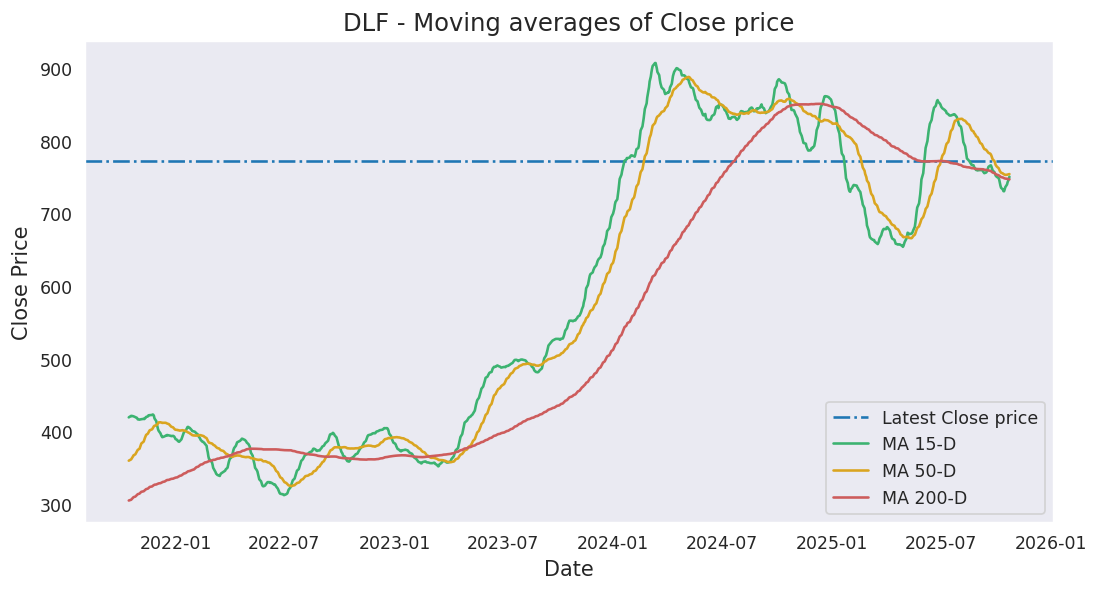 DLF - Moving averages of Close price
900
800
700
600
500
400
300
Close Price
2022-01 2022-07 2023-01 2023-07 2024-01 2024-07 2025-01 2025-07 2026-01
Date
Latest Close price
MA 15-D
MA 50-D
MA 200-D